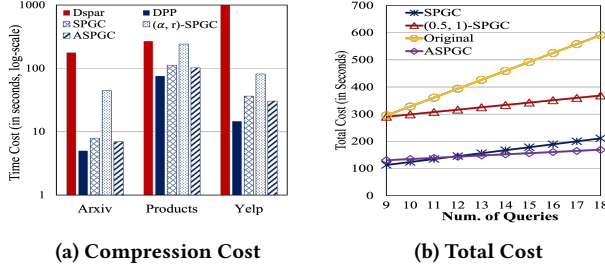 Time Cost (in seconds, log-scale)
1000
100
10
1
Dspar
DPP
SPGC
(α, r)-SPGC
ASPGC
Arxiv
Products
Yelp
(a) Compression Cost
Total Cost (in Seconds)
700
600
500
400
300
200
100
0
SPGC
(0.5, 1)-SPGC
Original
ASPGC
9 10 11 12 13 14 15 16 17 18
Num. of Queries
(b) Total Cost